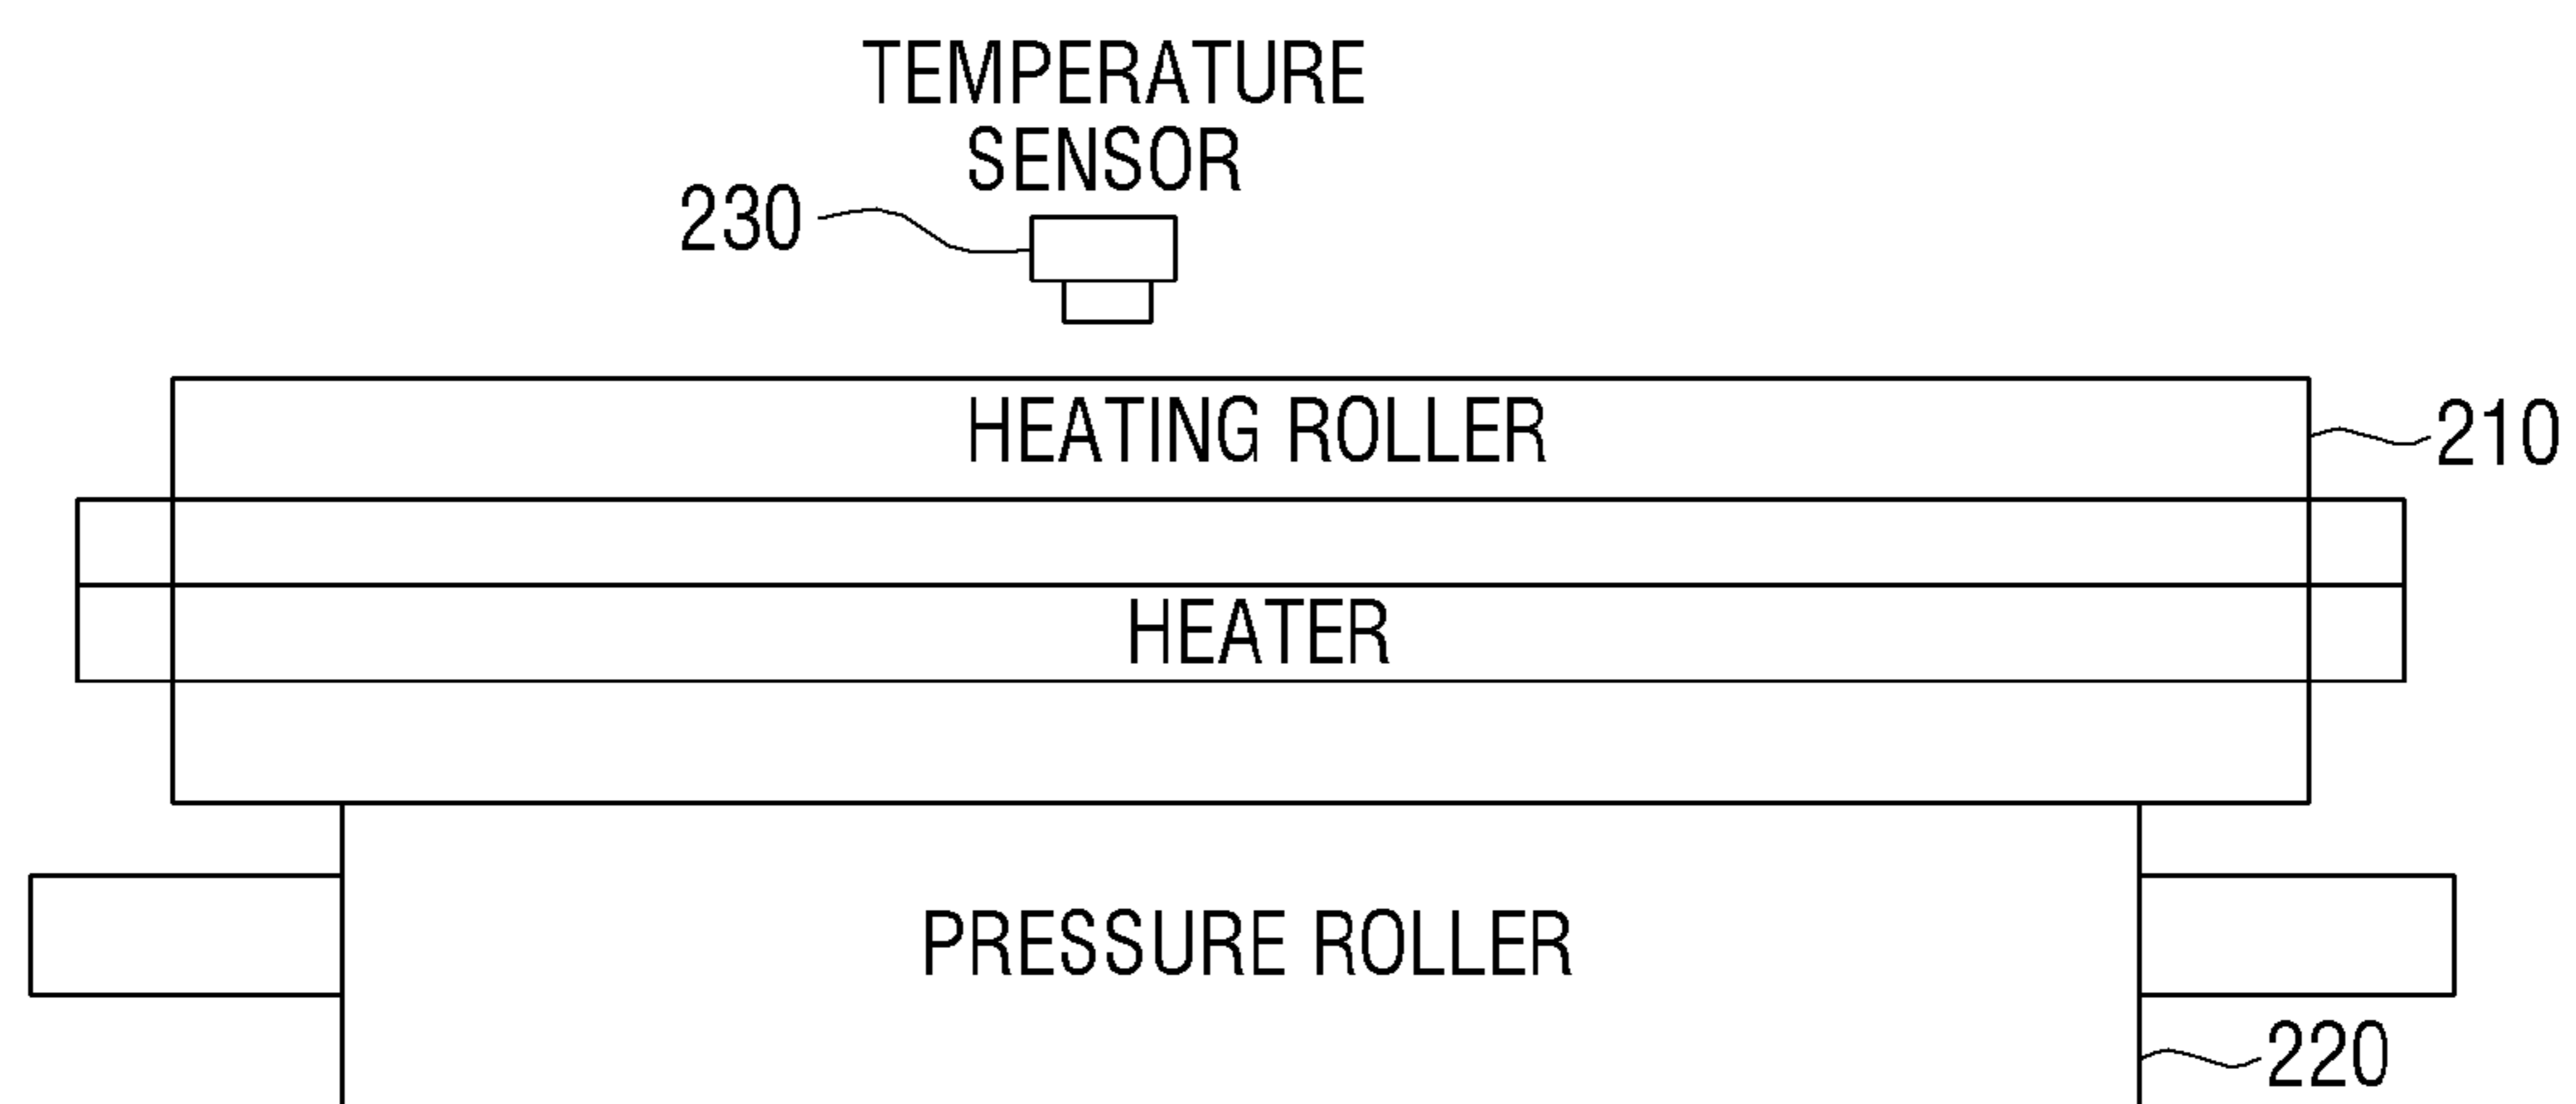 TEMPERATURE
SENSOR
230
HEATING ROLLER
210
HEATER
PRESSURE ROLLER
220